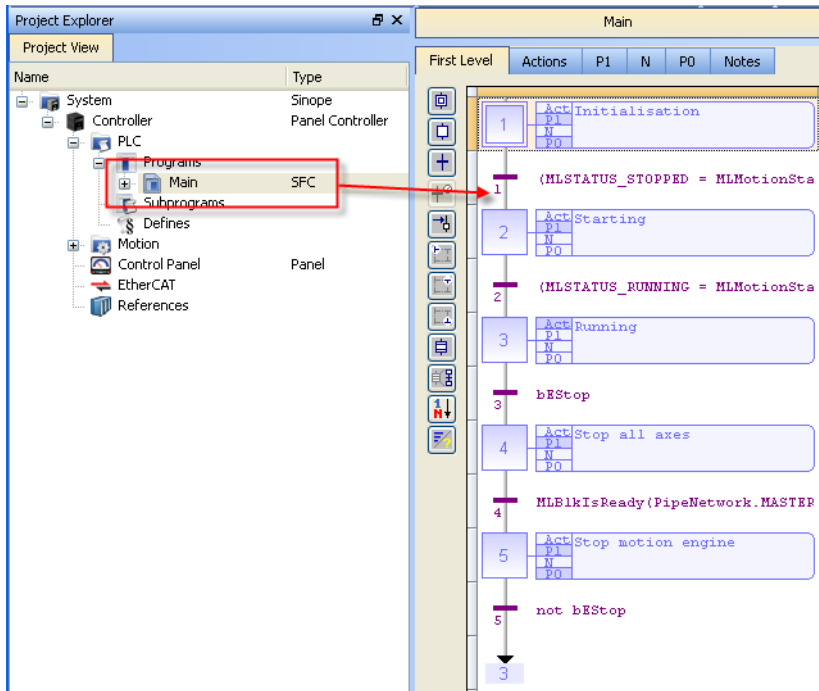 Project Explorer
Project View
Name Type
System Sinope
Controller Panel Controller
PLC
Programs
Main SFC
Subprograms
Defines
Motion
Control Panel Panel
EtherCAT
References
Main
First Level Actions P1 N P0 Notes
1 Act Initialisation
P1
N
P0
1 (MLSTATUS_STOPPED = MLMotionSta
2 Act Starting
P1
N
P0
2 (MLSTATUS_RUNNING = MLMotionSta
3 Act Running
P1
N
P0
3 bEStop
4 Act Stop all axes
P1
N
P0
4 MLBlkIsReady(PipeNetwork.MASTER
5 Act Stop motion engine
P1
N
P0
5 not bEStop
3